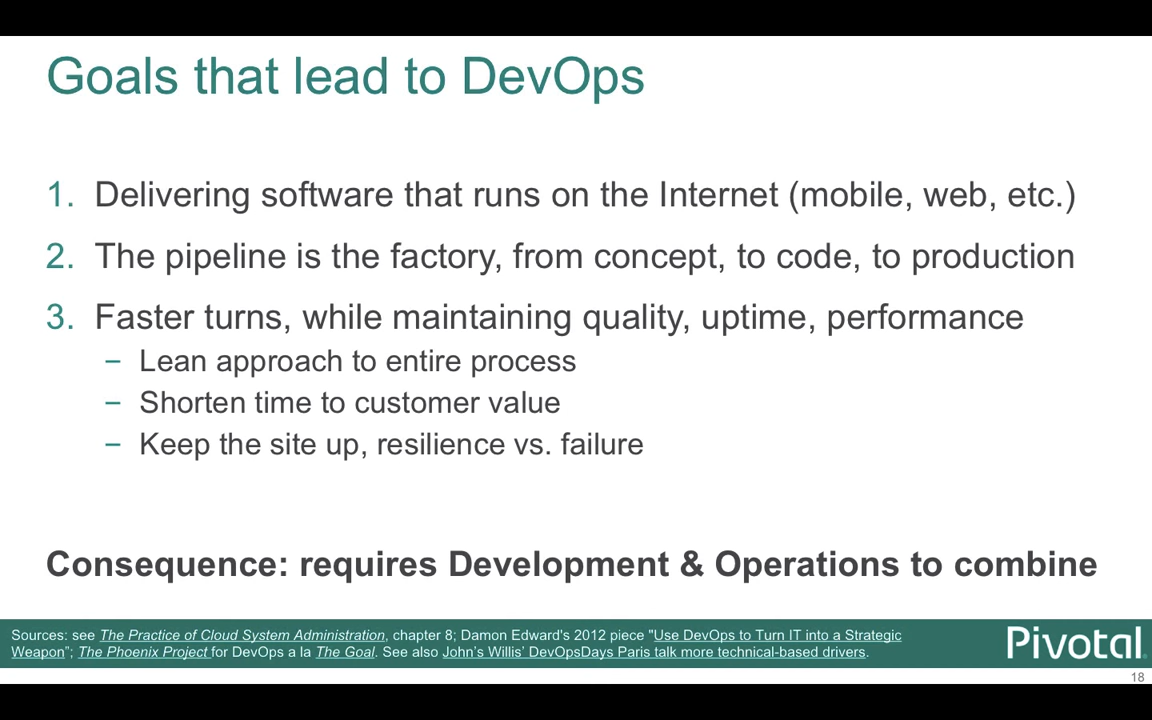 Goals that lead to DevOps
1. Delivering software that runs on the Internet (mobile, web, etc.)
2. The pipeline is the factory, from concept, to code, to production
3. Faster turns, while maintaining quality, uptime, performance
– Lean approach to entire process
– Shorten time to customer value
– Keep the site up, resilience vs. failure
Consequence: requires Development & Operations to combine
Sources: see The Practice of Cloud System Administration, chapter 8; Damon Edward's 2012 piece "Use DevOps to Turn IT into a Strategic
Weapon”; The Phoenix Project for DevOps a la The Goal. See also John’s Willis’ DevOpsDays Paris talk more technical-based drivers.
Pivotal
18